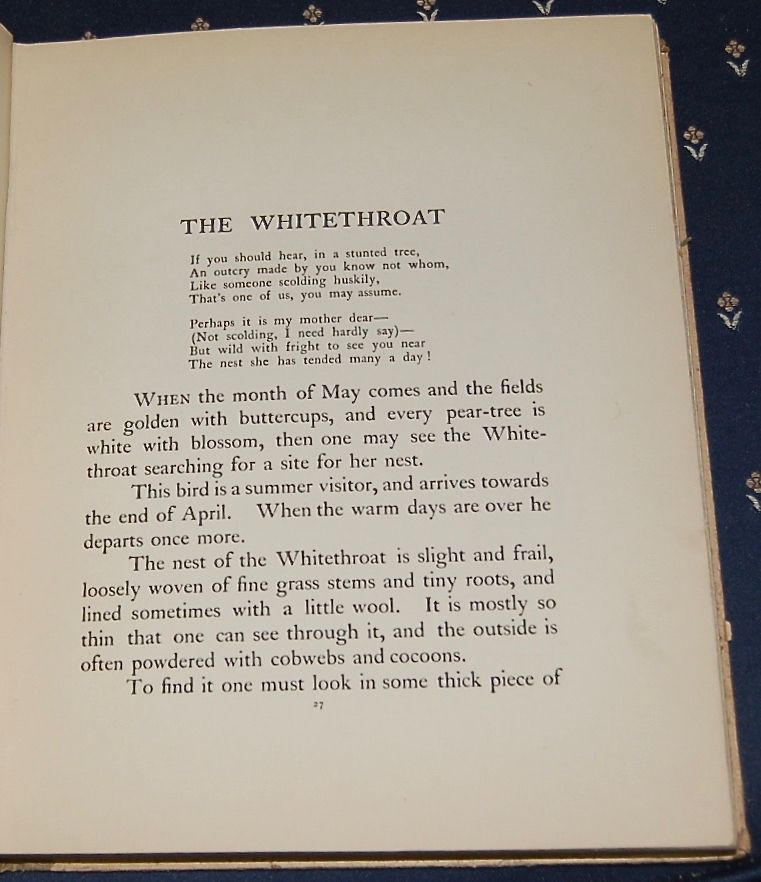 THE WHITETHROAT
If you should hear, in a stunted tree,
An outcry made by you know not whom,
Like someone scolding huskily,
That's one of us, you may assume.
Perhaps it is my mother dear—
(Not scolding, I need hardly say)—
But wild with fright to see you near
The nest she has tended many a day!
WHEN the month of May comes and the fields
are golden with buttercups, and every pear-tree is
white with blossom, then one may see the White-
throat searching for a site for her nest.
This bird is a summer visitor, and arrives towards
the end of April. When the warm days are over he
departs once more.
The nest of the Whitethroat is slight and frail,
loosely woven of fine grass stems and tiny roots, and
lined sometimes with a little wool. It is mostly so
thin that one can see through it, and the outside is
often powdered with cobwebs and cocoons.
To find it one must look in some thick piece of
27